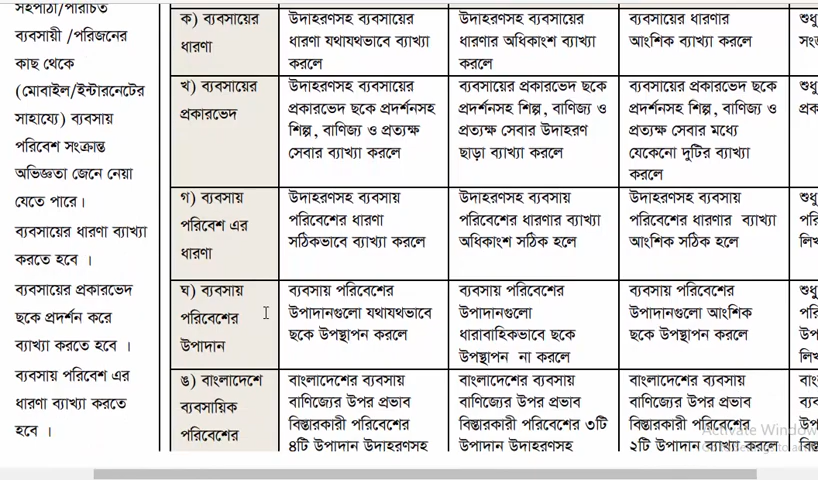 সহপাঠী/পরিচিত
ব্যবসায়ী /পরিজনের
কাছ থেকে
(মোবাইল/ইন্টারনেটের
সাহায্যে) ব্যবসায়
পরিবেশ সংক্রান্ত
অভিজ্ঞতা জেনে নেয়া
যেতে পারে।
ব্যবসায়ের ধারণা ব্যাখ্যা
করতে হবে ।
ব্যবসায়ের প্রকারভেদ
ছকে প্রদর্শন করে
ব্যাখ্যা করতে হবে ।
ব্যবসায় পরিবেশ এর
ধারণা ব্যাখ্যা করতে
হবে ।
ক) ব্যবসায়ের
ধারণা
উদাহরণসহ ব্যবসায়ের
ধারণা যথাযথভাবে ব্যাখ্যা
করলে
উদাহরণসহ ব্যবসায়ের
ধারণার অধিকাংশ ব্যাখ্যা
করলে
ব্যবসায়ের ধারণার
আংশিক ব্যাখ্যা করলে
খ) ব্যবসায়ের
প্রকারভেদ
উদাহরণসহ ব্যবসায়ের
প্রকারভেদ ছকে প্রদর্শনসহ
শিল্প, বাণিজ্য ও প্রত্যক্ষ
সেবার ব্যাখ্যা করলে
ব্যবসায়ের প্রকারভেদ ছকে
প্রদর্শনসহ শিল্প, বাণিজ্য ও
প্রত্যক্ষ সেবার উদাহরণ
ছাড়া ব্যাখ্যা করলে
ব্যবসায়ের প্রকারভেদ ছকে
প্রদর্শনসহ শিল্প, বাণিজ্য ও
প্রত্যক্ষ সেবার মধ্যে
যেকেনো দুটির ব্যাখ্যা
করলে
গ) ব্যবসায়
পরিবেশ এর
ধারণা
উদাহরণসহ ব্যবসায়
পরিবেশের ধারণা
সঠিকভাবে ব্যাখ্যা করলে
উদাহরণসহ ব্যবসায়
পরিবেশের ধারণার ব্যাখ্যা
অধিকাংশ সঠিক হলে
উদাহরণসহ ব্যবসায়
পরিবেশের ধারণার ব্যাখ্যা
আংশিক সঠিক হলে
ঘ) ব্যবসায়
পরিবেশের
উপাদান
ব্যবসায় পরিবেশের
উপাদানগুলো যথাযথভাবে
ছকে উপস্থাপন করলে
ব্যবসায় পরিবেশের
উপাদানগুলো
ধারাবাহিকভাবে ছকে
উপস্থাপন না করলে
ব্যবসায় পরিবেশের
উপাদানগুলো আংশিক
ছকে উপস্থাপন করলে
ঙ) বাংলাদেশে
ব্যবসায়িক
পরিবেশের
বাংলাদেশের ব্যবসায়
বাণিজ্যের উপর প্রভাব
বিস্তারকারী পরিবেশের
৪টি উপাদান উদাহরণসহ
বাংলাদেশের ব্যবসায়
বাণিজ্যের উপর প্রভাব
বিস্তারকারী পরিবেশের ৩টি
উপাদান উদাহরণসহ
বাংলাদেশের ব্যবসায়
বাণিজ্যের উপর প্রভাব
বিস্তারকারী পরিবেশের
২টি উপাদান ব্যাখ্যা করলে
Activate Window